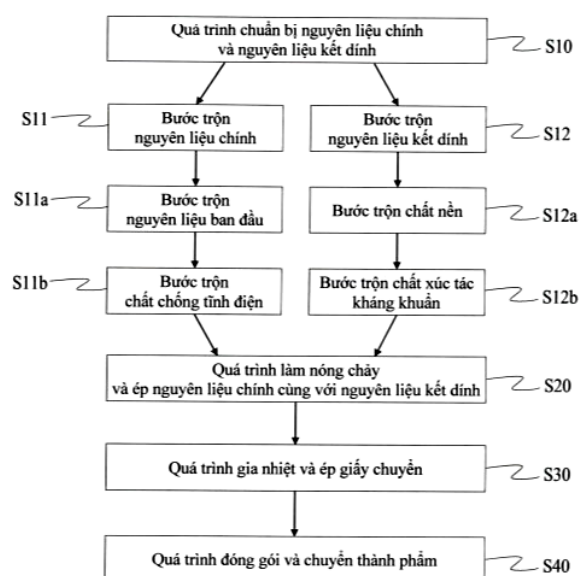 Quả trình chuẩn bị nguyên liệu chính
và nguyên liệu kết dính
S10
S11
Bước trộn
nguyên liệu chính
Bước trộn
nguyên liệu kết dính
S12
S11a
Bước trộn
nguyên liệu ban đầu
Bước trộn chất nền
S12a
S11b
Bước trộn
chất chống tĩnh điện
Bước trộn chất xúc tác
kháng khuẩn
S12b
Quá trình làm nóng chảy
và ép nguyên liệu chính cùng với nguyên liệu kết dính
S20
Quá trình gia nhiệt và ép giấy chuyển
S30
Quá trình đóng gói và chuyển thành phẩm
S40